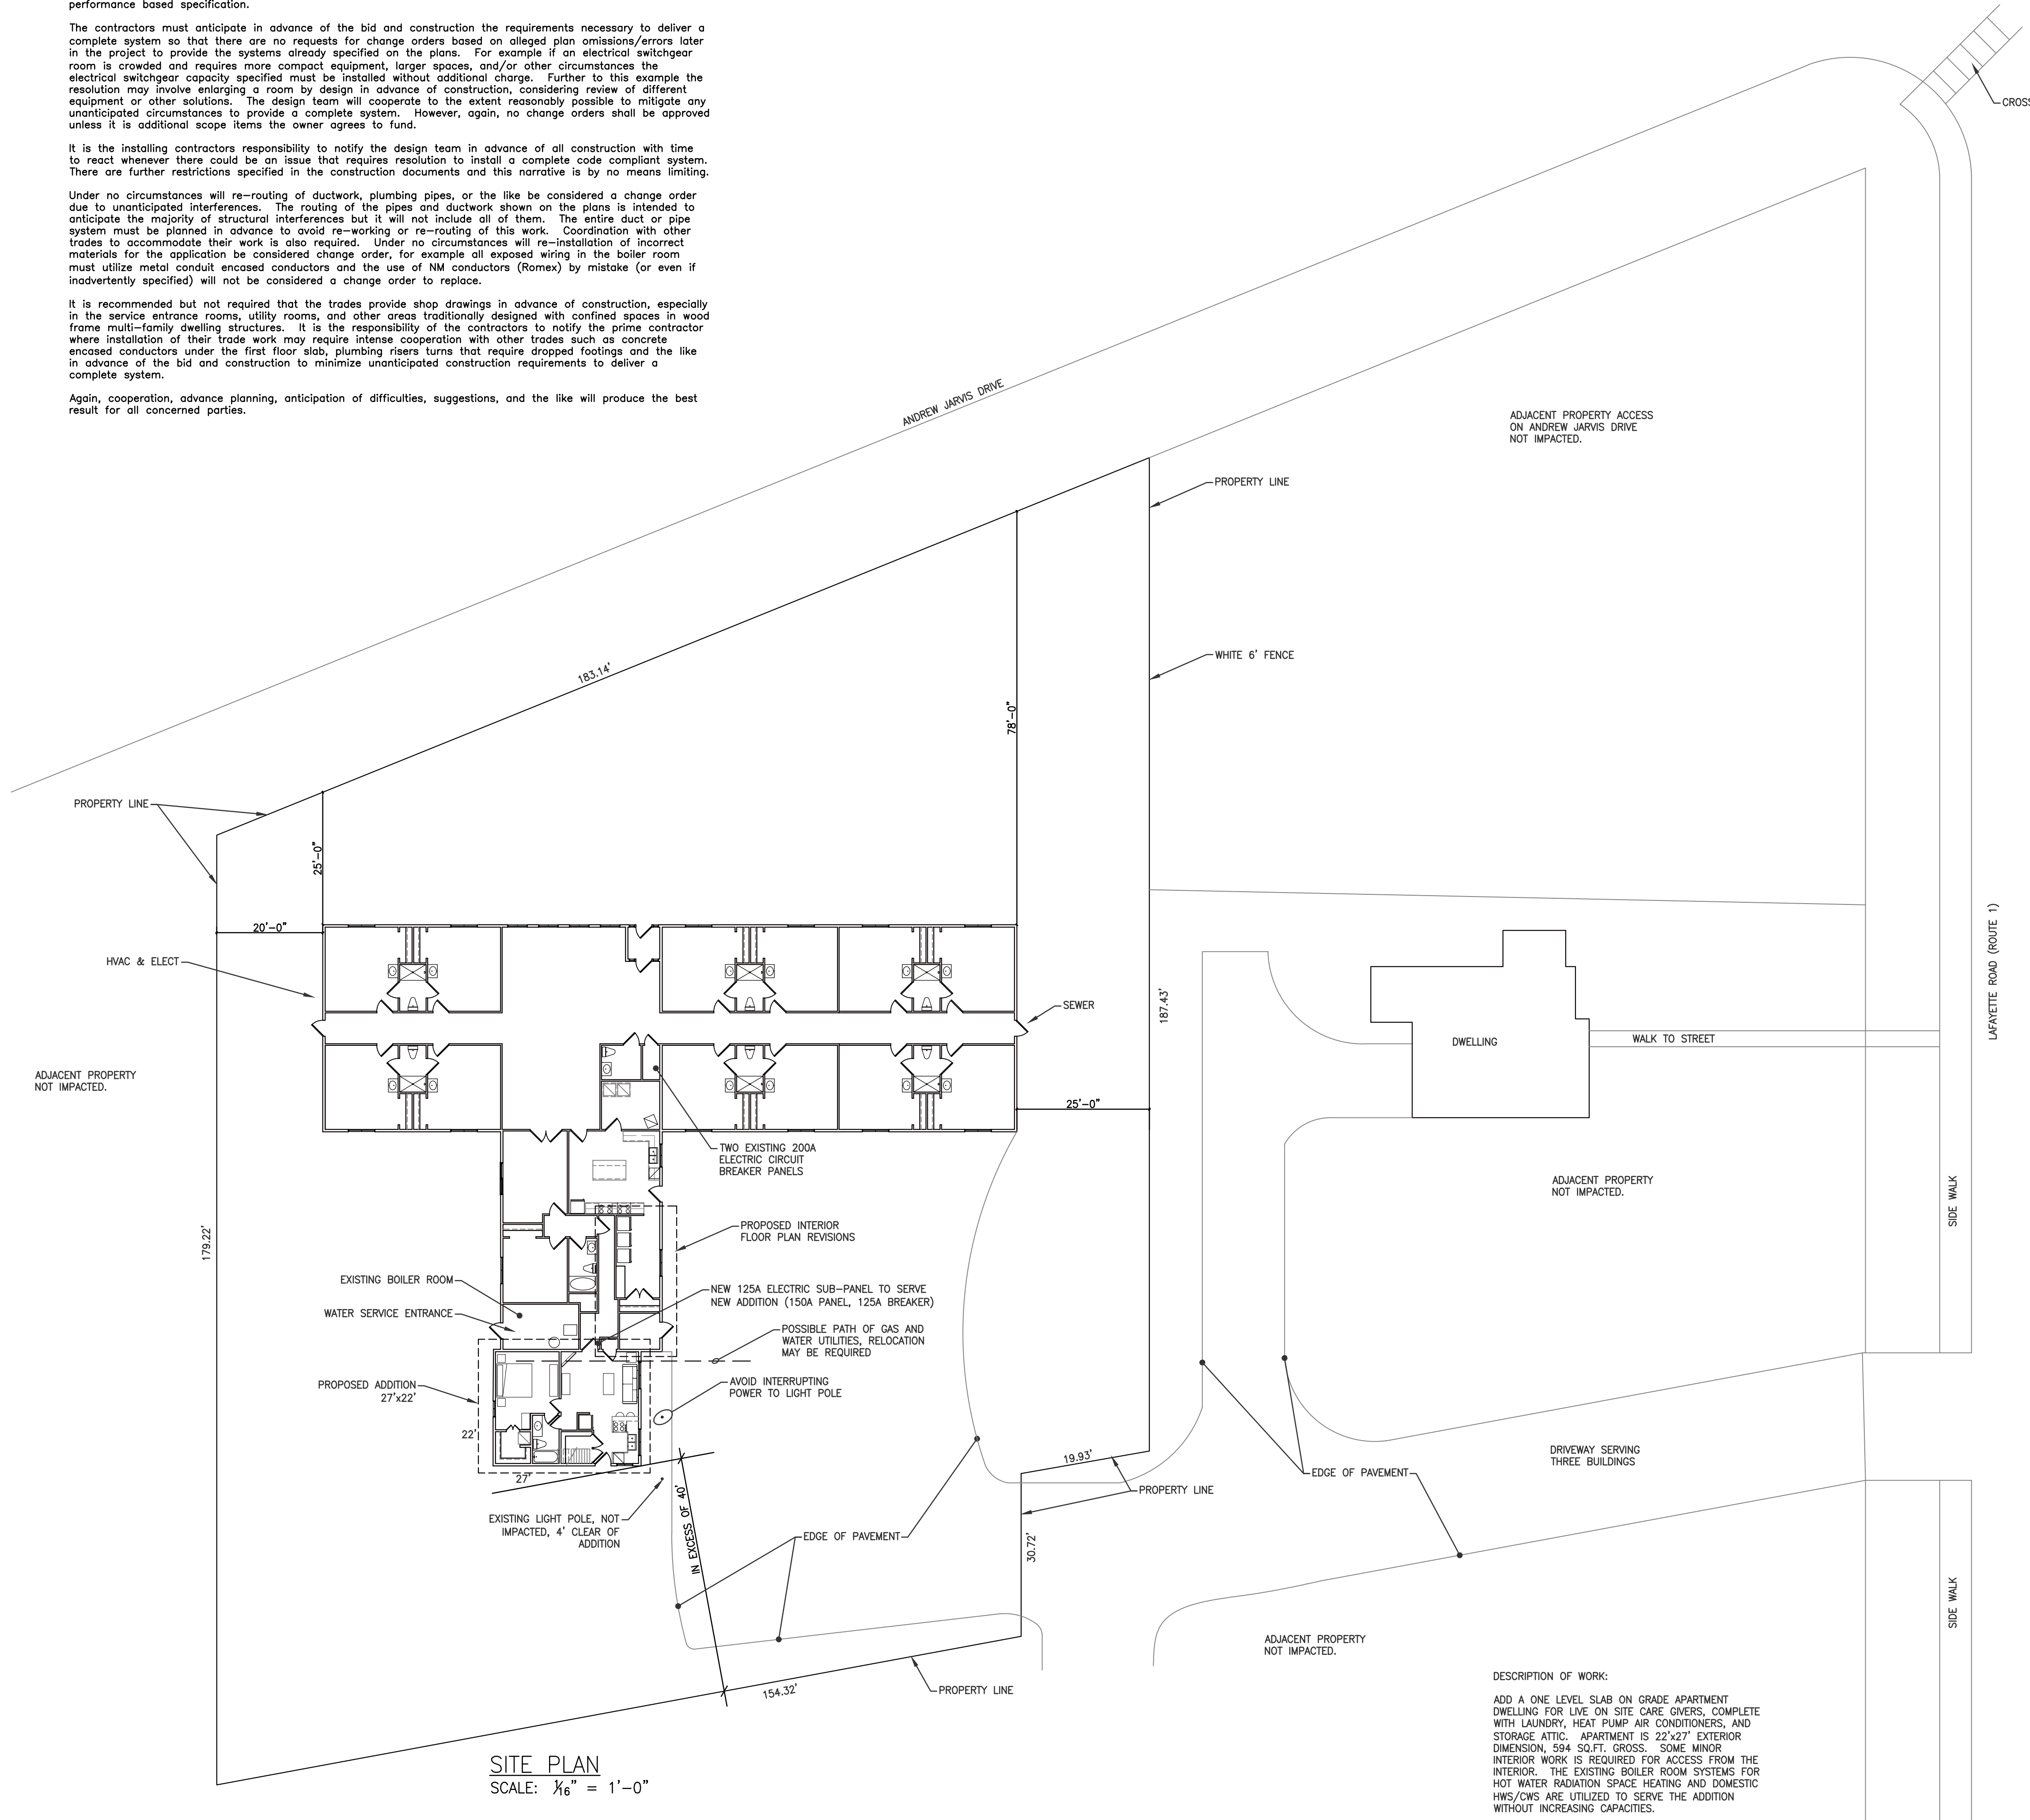 performance based specification.
The contractors must anticipate in advance of the bid and construction the requirements necessary to deliver a
complete system so that there are no requests for change orders based on alleged plan omissions/errors later
in the project to provide the systems already specified on the plans. For example if an electrical switchgear
room is crowded and requires more compact equipment, larger spaces, and/or other circumstances the
electrical switchgear capacity specified must be installed without additional charge. Further to this example the
resolution may involve enlarging a room by design in advance of construction, considering review of different
equipment or other solutions. The design team will cooperate to the extent reasonably possible to mitigate any
unanticipated circumstances to provide a complete system. However, again, no change orders shall be approved
unless it is additional scope items the owner agrees to fund.
It is the installing contractors responsibility to notify the design team in advance of all construction with time
to react whenever there could be an issue that requires resolution to install a complete code compliant system.
There are further restrictions specified in the construction documents and this narrative is by no means limiting.
Under no circumstances will re-routing of ductwork, plumbing pipes, or the like be considered a change order
due to unanticipated interferences. The routing of the pipes and ductwork shown on the plans is intended to
anticipate the majority of structural interferences but it will not include all of them. The entire duct or pipe
system must be planned in advance to avoid re-working or re-routing of this work. Coordination with other
trades to accommodate their work is also required. Under no circumstances will re-installation of incorrect
materials for the application be considered change order, for example all exposed wiring in the boiler room
must utilize metal conduit encased conductors and the use of NM conductors (Romex) by mistake (or even if
inadvertently specified) will not be considered a change order to replace.
It is recommended but not required that the trades provide shop drawings in advance of construction, especially
in the service entrance rooms, utility rooms, and other areas traditionally designed with confined spaces in wood
frame multi-family dwelling structures. It is the responsibility of the contractors to notify the prime contractor
where installation of their trade work may require intense cooperation with other trades such as concrete
encased conductors under the first floor slab, plumbing risers turns that require dropped footings and the like
in advance of the bid and construction to minimize unanticipated construction requirements to deliver a
complete system.
Again, cooperation, advance planning, anticipation of difficulties, suggestions, and the like will produce the best
result for all concerned parties.
CROS
ANDREW JARVIS DRIVE
ADJACENT PROPERTY ACCESS
ON ANDREW JARVIS DRIVE
NOT IMPACTED.
PROPERTY LINE
WHITE 6' FENCE
183.14'
78'-0"
PROPERTY LINE
25'-0"
20'-0"
HVAC & ELECT
SEWER
187.43'
LAFAYETTE ROAD (ROUTE 1)
DWELLING
WALK TO STREET
ADJACENT PROPERTY
NOT IMPACTED.
25'-0"
TWO EXISTING 200A
ELECTRIC CIRCUIT
BREAKER PANELS
ADJACENT PROPERTY
NOT IMPACTED.
SIDE WALK
179.22'
PROPOSED INTERIOR
FLOOR PLAN REVISIONS
EXISTING BOILER ROOM
WATER SERVICE ENTRANCE
NEW 125A ELECTRIC SUB-PANEL TO SERVE
NEW ADDITION (150A PANEL, 125A BREAKER)
POSSIBLE PATH OF GAS AND
WATER UTILITIES, RELOCATION
MAY BE REQUIRED
PROPOSED ADDITION
27'x22'
AVOID INTERRUPTING
POWER TO LIGHT POLE
22'
27'
19.93'
DRIVEWAY SERVING
THREE BUILDINGS
EDGE OF PAVEMENT
PROPERTY LINE
EXISTING LIGHT POLE, NOT
IMPACTED, 4' CLEAR OF
ADDITION
IN EXCESS OF 40'
EDGE OF PAVEMENT
30.72'
SIDE WALK
ADJACENT PROPERTY
NOT IMPACTED.
PROPERTY LINE
154.32'
SITE PLAN
SCALE: 1/16" = 1'-0"
DESCRIPTION OF WORK:
ADD A ONE LEVEL SLAB ON GRADE APARTMENT
DWELLING FOR LIVE ON SITE CARE GIVERS, COMPLETE
WITH LAUNDRY, HEAT PUMP AIR CONDITIONERS, AND
STORAGE ATTIC. APARTMENT IS 22'x27' EXTERIOR
DIMENSION, 594 SQ.FT. GROSS. SOME MINOR
INTERIOR WORK IS REQUIRED FOR ACCESS FROM THE
INTERIOR. THE EXISTING BOILER ROOM SYSTEMS FOR
HOT WATER RADIATION SPACE HEATING AND DOMESTIC
HWS/CWS ARE UTILIZED TO SERVE THE ADDITION
WITHOUT INCREASING CAPACITIES.